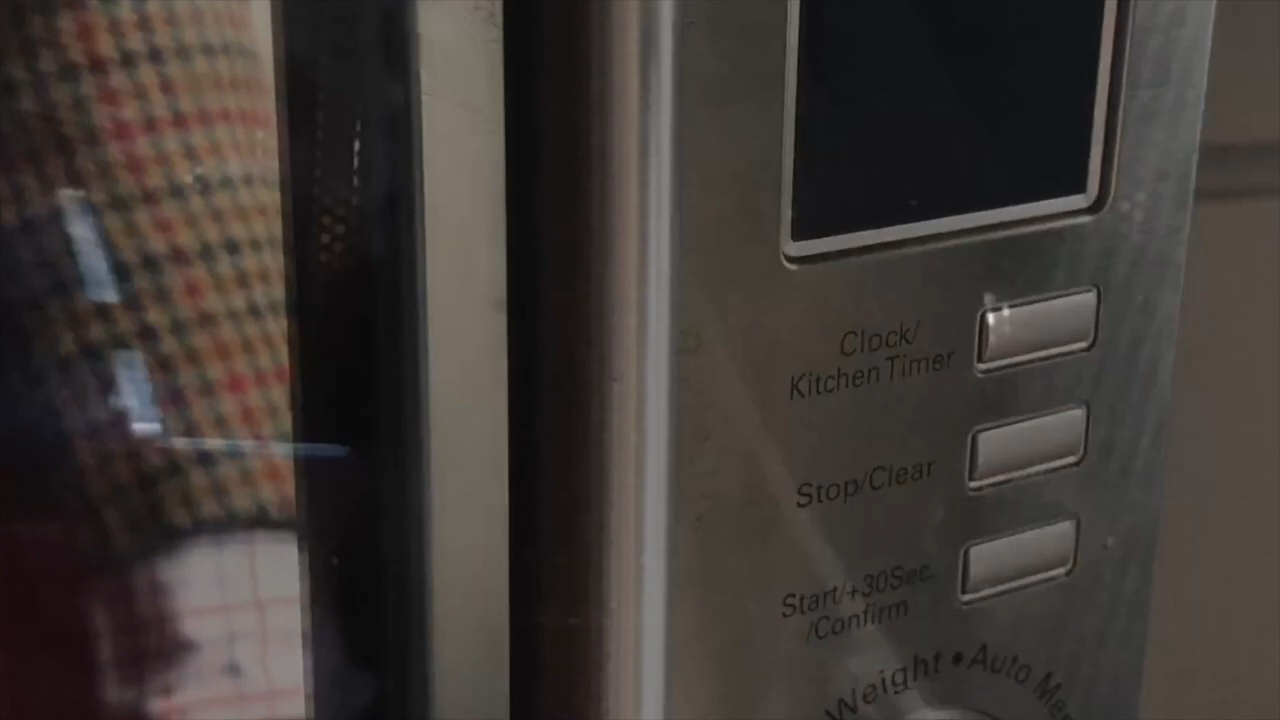 Clock/
Kitchen Timer
Stop/Clear
Start/+30Sec.
/Confirm
Weight • Auto